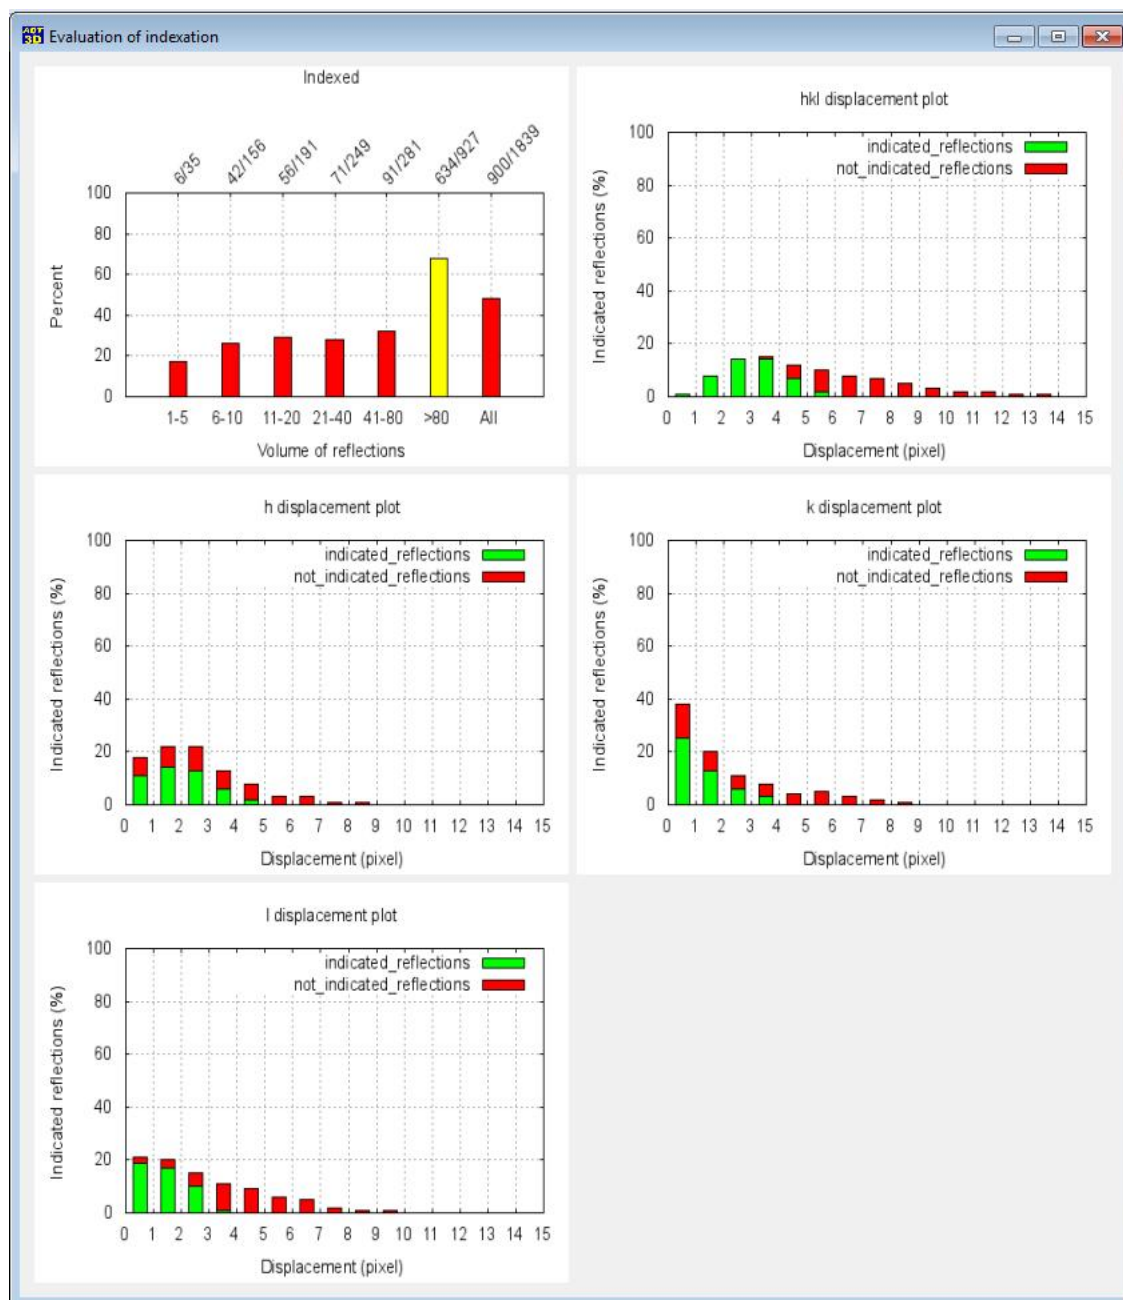 ADT
3D
Evaluation of indexation
Indexed
6/35 42/156 56/191 71/249 91/281 634/927 900/1839
100
80
60
40
20
0
Percent
1-5 6-10 11-20 21-40 41-80 >80 All
Volume of reflections
hkl displacement plot
indicated_reflections
not_indicated_reflections
100
80
60
40
20
0
Indicated reflections (%)
0 1 2 3 4 5 6 7 8 9 10 11 12 13 14 15
Displacement (pixel)
h displacement plot
indicated_reflections
not_indicated_reflections
100
80
60
40
20
0
Indicated reflections (%)
0 1 2 3 4 5 6 7 8 9 10 11 12 13 14 15
Displacement (pixel)
k displacement plot
indicated_reflections
not_indicated_reflections
100
80
60
40
20
0
Indicated reflections (%)
0 1 2 3 4 5 6 7 8 9 10 11 12 13 14 15
Displacement (pixel)
l displacement plot
indicated_reflections
not_indicated_reflections
100
80
60
40
20
0
Indicated reflections (%)
0 1 2 3 4 5 6 7 8 9 10 11 12 13 14 15
Displacement (pixel)